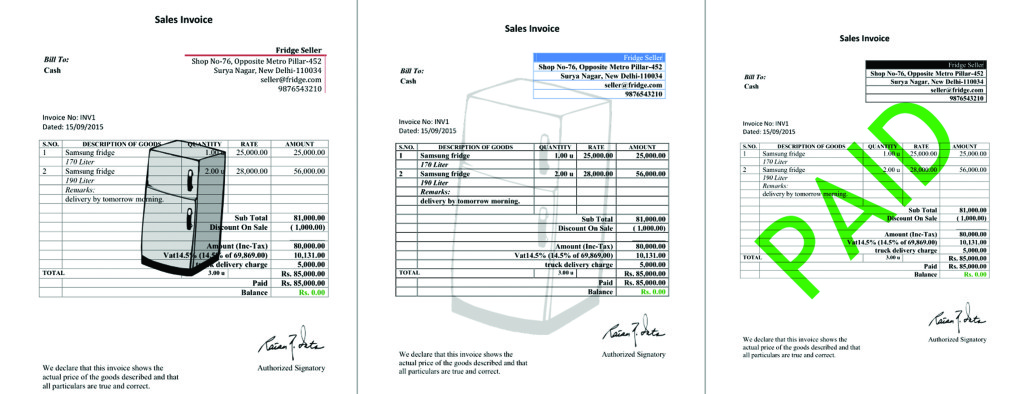 Sales Invoice
Fridge Seller
Bill To:
Shop No-76, Opposite Metro Pillar-452
Cash
Surya Nagar, New Delhi-110034
seller@fridge.com
9876543210
Invoice No: INV1
Dated: 15/09/2015
S.NO. DESCRIPTION OF GOODS QUANTITY RATE AMOUNT
1 Samsung fridge 1.00 u 25,000.00 25,000.00
170 Liter
2 Samsung fridge 2.00 u 28,000.00 56,000.00
190 Liter
Remarks:
delivery by tomorrow morning.
Sub Total 81,000.00
Discount On Sale ( 1,000.00)
Amount (Inc-Tax) 80,000.00
Vat14.5% (14.5% of 69,869.00) 10,131.00
truck delivery charge 5,000.00
TOTAL 3.00 u Rs. 85,000.00
Paid Rs. 85,000.00
Balance Rs. 0.00
Authorized Signatory
We declare that this invoice shows the
actual price of the goods described and that
all particulars are true and correct.
Sales Invoice
Fridge Seller
Bill To:
Shop No-76, Opposite Metro Pillar-452
Cash
Surya Nagar, New Delhi-110034
seller@fridge.com
9876543210
Invoice No: INV1
Dated: 15/09/2015
S.NO. DESCRIPTION OF GOODS QUANTITY RATE AMOUNT
1 Samsung fridge 1.00 u 25,000.00 25,000.00
170 Liter
2 Samsung fridge 2.00 u 28,000.00 56,000.00
190 Liter
Remarks:
delivery by tomorrow morning.
Sub Total 81,000.00
Discount On Sale ( 1,000.00)
Amount (Inc-Tax) 80,000.00
Vat14.5% (14.5% of 69,869.00) 10,131.00
truck delivery charge 5,000.00
TOTAL 3.00 u Rs. 85,000.00
Paid Rs. 85,000.00
Balance Rs. 0.00
Authorized Signatory
We declare that this invoice shows the
actual price of the goods described and that
all particulars are true and correct.
Sales Invoice
Fridge Seller
Bill To:
Shop No-76, Opposite Metro Pillar-452
Cash
Surya Nagar, New Delhi-110034
seller@fridge.com
9876543210
Invoice No: INV1
Dated: 15/09/2015
PAID
S.NO. DESCRIPTION OF GOODS QUANTITY RATE AMOUNT
1 Samsung fridge 1.00 u 25,000.00 25,000.00
170 Liter
2 Samsung fridge 2.00 u 28,000.00 56,000.00
190 Liter
Remarks:
delivery by tomorrow morning.
Sub Total 81,000.00
Discount On Sale ( 1,000.00)
Amount (Inc-Tax) 80,000.00
Vat14.5% (14.5% of 69,869.00) 10,131.00
truck delivery charge 5,000.00
TOTAL 3.00 u Rs. 85,000.00
Paid Rs. 85,000.00
Balance Rs. 0.00
Authorized Signatory
We declare that this invoice shows the
actual price of the goods described and that
all particulars are true and correct.